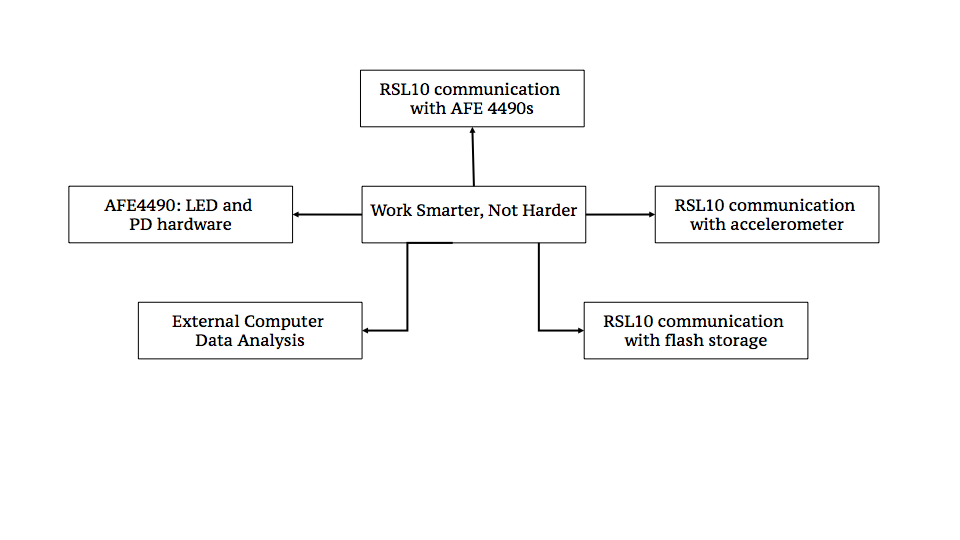 RSL10 communication
with AFE 4490s
AFE4490: LED and
PD hardware
Work Smarter, Not Harder
RSL10 communication
with accelerometer
External Computer
Data Analysis
RSL10 communication
with flash storage